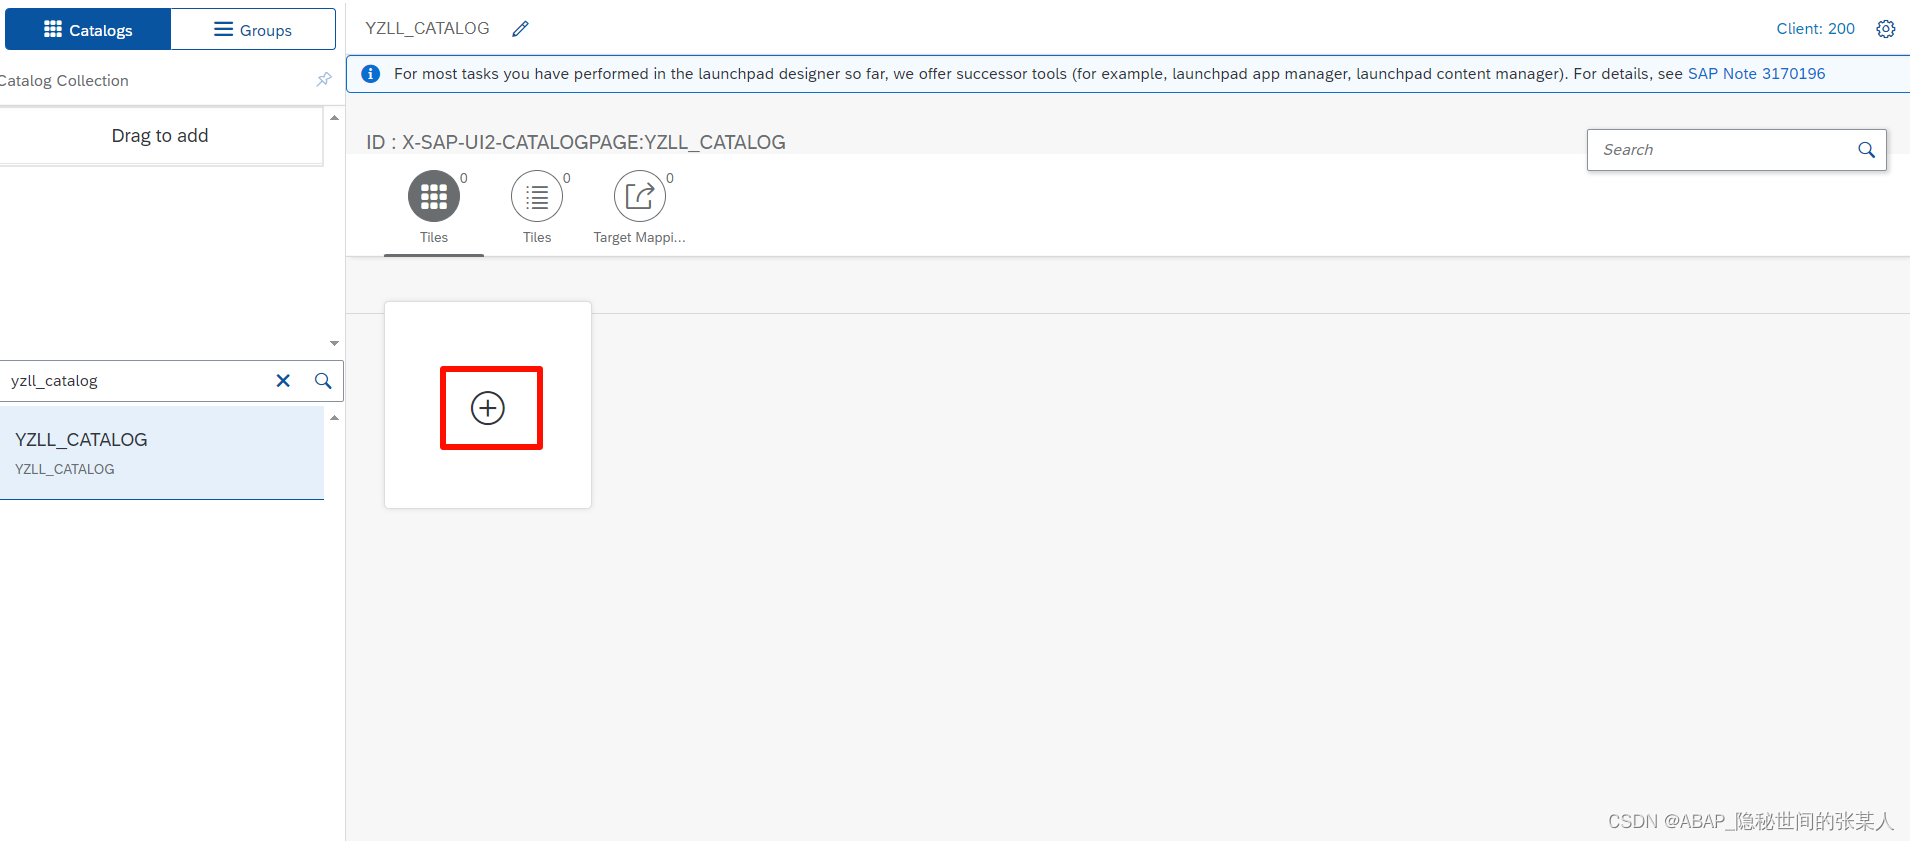 Catalogs
Groups
YZLL_CATALOG
Client: 200
Catalog Collection
For most tasks you have performed in the launchpad designer so far, we offer successor tools (for example, launchpad app manager, launchpad content manager). For details, see SAP Note 3170196
Drag to add
ID : X-SAP-UI2-CATALOGPAGE:YZLL_CATALOG
Search
0
0
0
Tiles
Tiles
Target Mappi...
yzll_catalog
YZLL_CATALOG
YZLL_CATALOG
CSDN @ABAP_隐秘世间的张某人